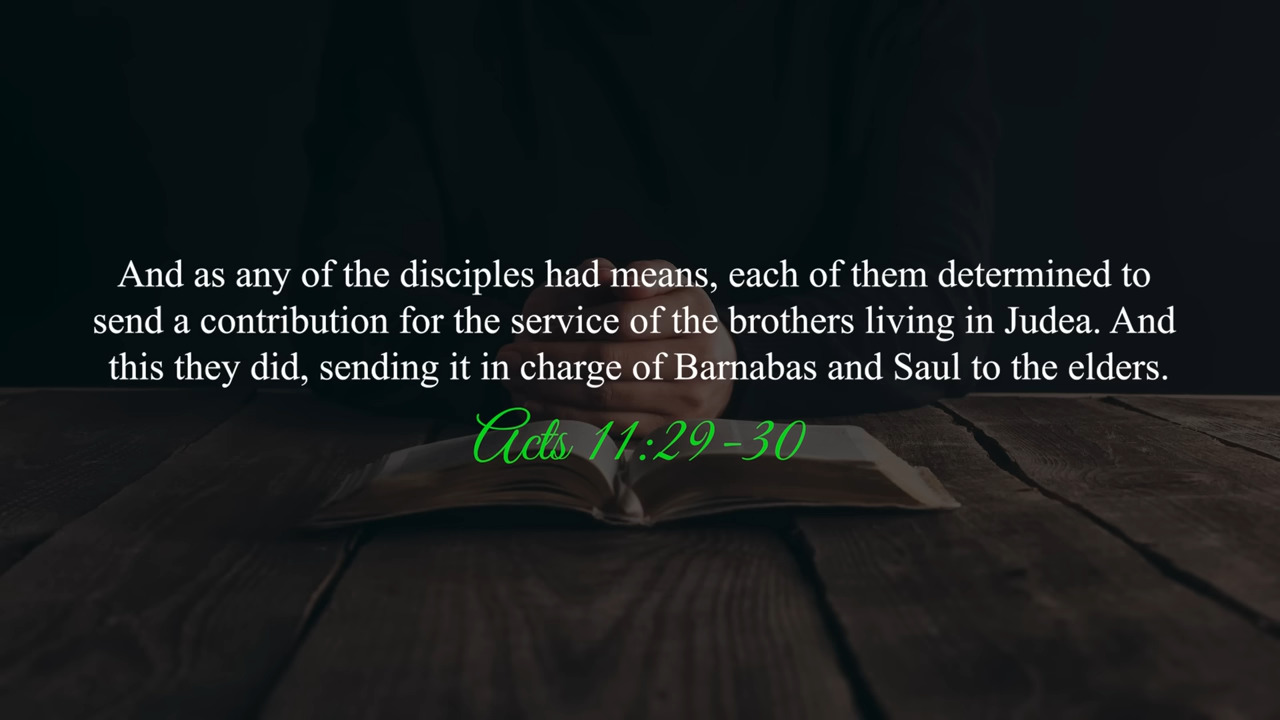 And as any of the disciples had means, each of them determined to
send a contribution for the service of the brothers living in Judea. And
this they did, sending it in charge of Barnabas and Saul to the elders.
Acts 11:29-30